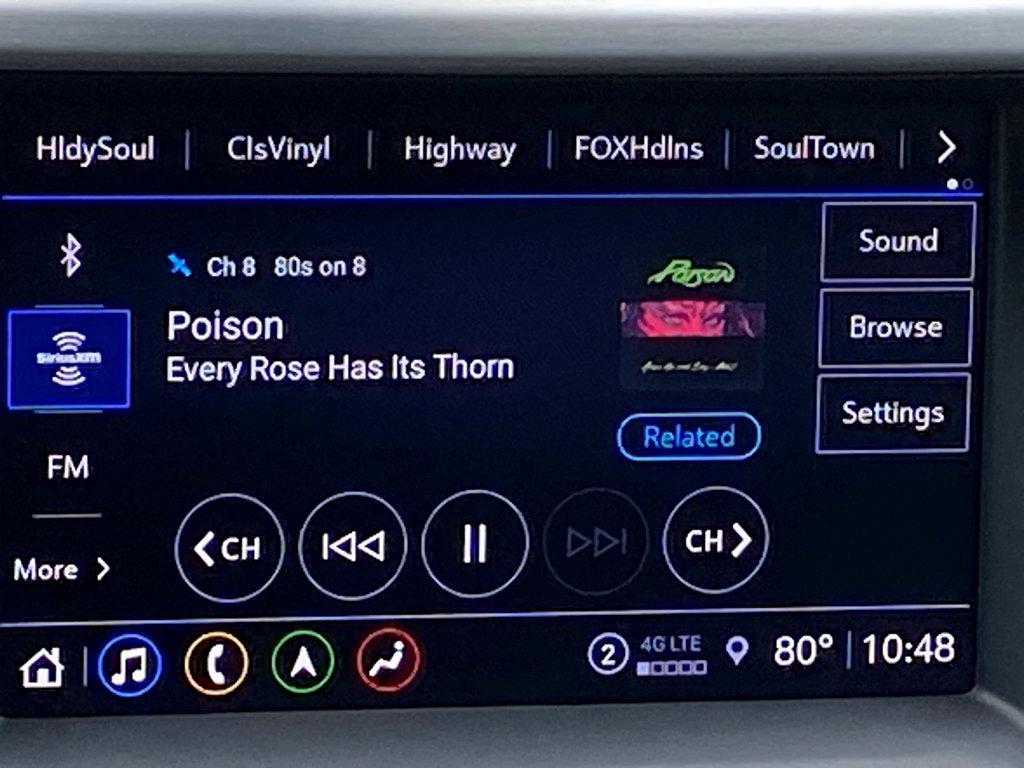 HldySoul
ClsVinyl
Highway
FOXHdlns
SoulTown
Ch 8 80s on 8
Poison
Every Rose Has Its Thorn
SiriusXM
FM
More
Poison
Related
Sound
Browse
Settings
CH
CH
2
4G LTE
80°
10:48